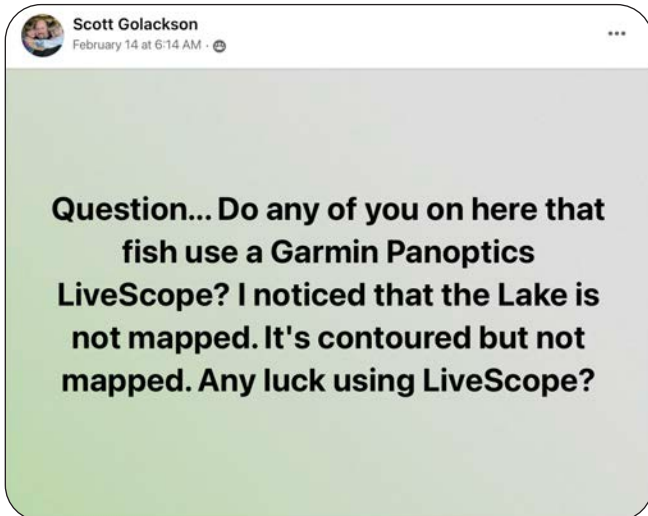 Scott Golackson
February 14 at 6:14 AM ·
Question... Do any of you on here that
fish use a Garmin Panoptics
LiveScope? I noticed that the Lake is
not mapped. It's contoured but not
mapped. Any luck using LiveScope?